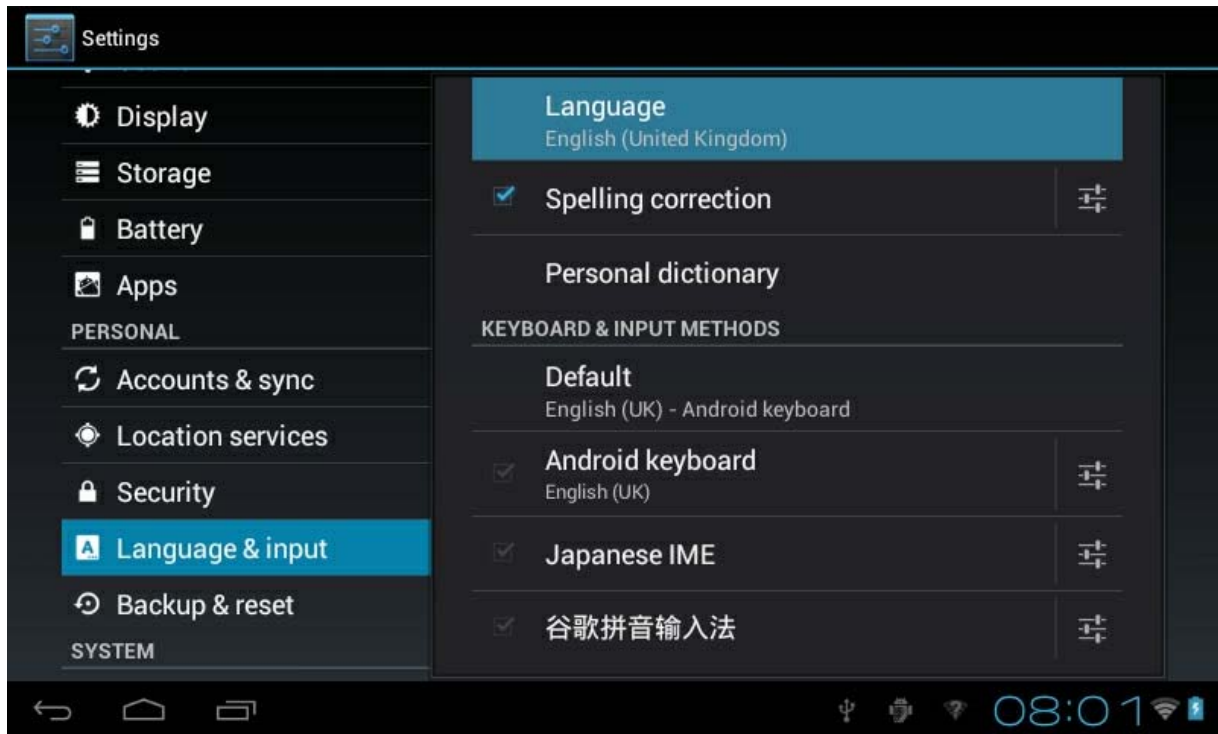 Settings
Display
Storage
Battery
Apps
PERSONAL
Accounts & sync
Location services
Security
Language & input
Backup & reset
SYSTEM
Language
English (United Kingdom)
Spelling correction
Personal dictionary
KEYBOARD & INPUT METHODS
Default
English (UK) - Android keyboard
Android keyboard
English (UK)
Japanese IME
谷歌拼音输入法
08:01